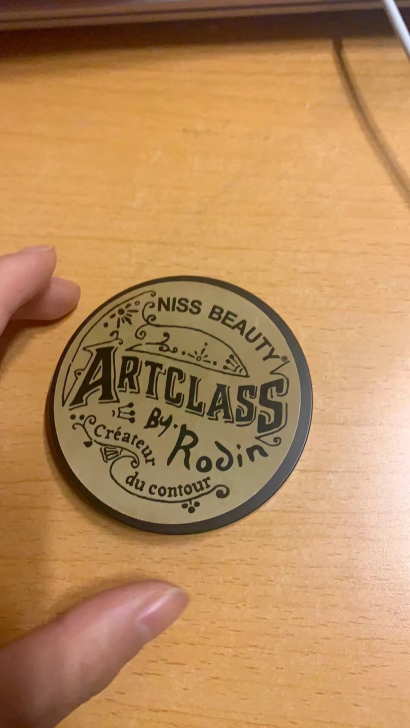 NISS BEAUTY
ARTCLASS
By. Rodin
Créateur
du contour